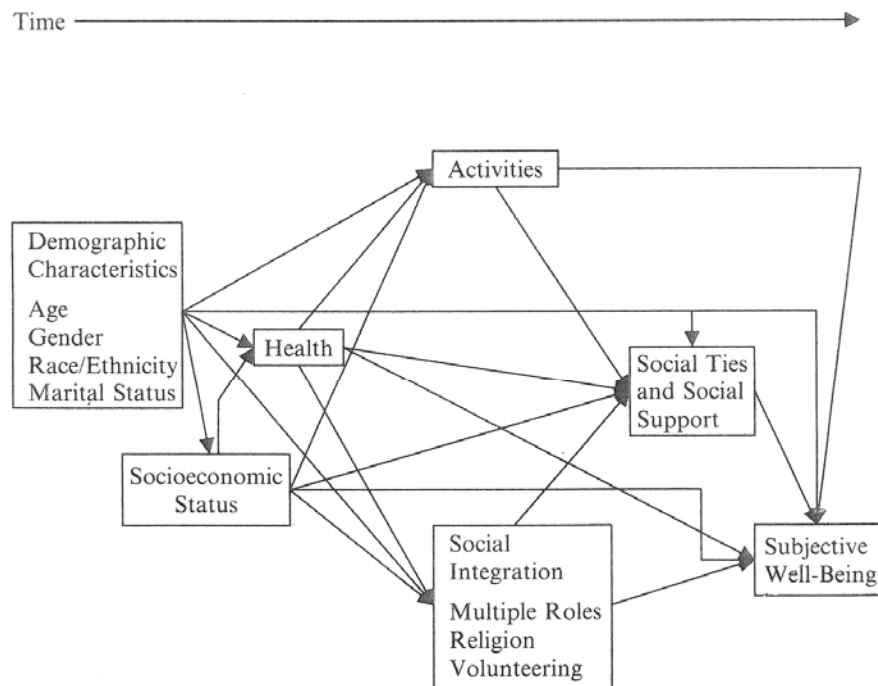 Time
Activities
Demographic
Characteristics
Age
Gender
Race/Ethnicity
Marital Status
Health
Social Ties
and Social
Support
Socioeconomic
Status
Social
Integration
Multiple Roles
Religion
Volunteering
Subjective
Well-Being